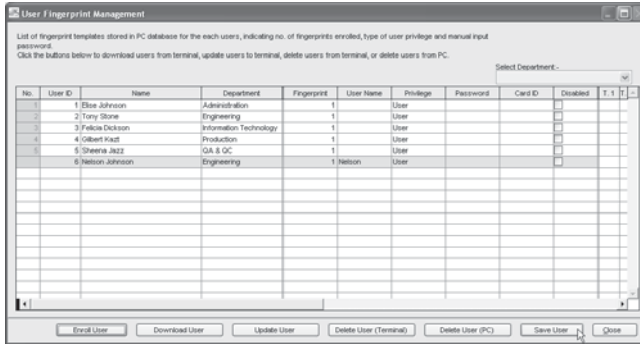 User Fingerprint Management
List of fingerprint templates stored in PC database for the each users, indicating no. of fingerprints enrolled, type of user privilege and manual input
password.
Click the buttons below to download users from terminal, update users to terminal, delete users from terminal, or delete users from PC.
Select Department:-
No. User ID Name Department Fingerprint User Name Privilege Password Card ID Disabled T. 1 T.
1 1 Elise Johnson Administration 1 User
2 2 Tony Stone Engineering 1 User
3 3 Felicia Dickson Information Technology 1 User
4 4 Gilbert Kazt Production 1 User
5 5 Sheena Jazz QA & QC 1 User
6 Nelson Johnson Engineering 1 Nelson User
Enroll User Download User Update User Delete User (Terminal) Delete User (PC) Save User Close